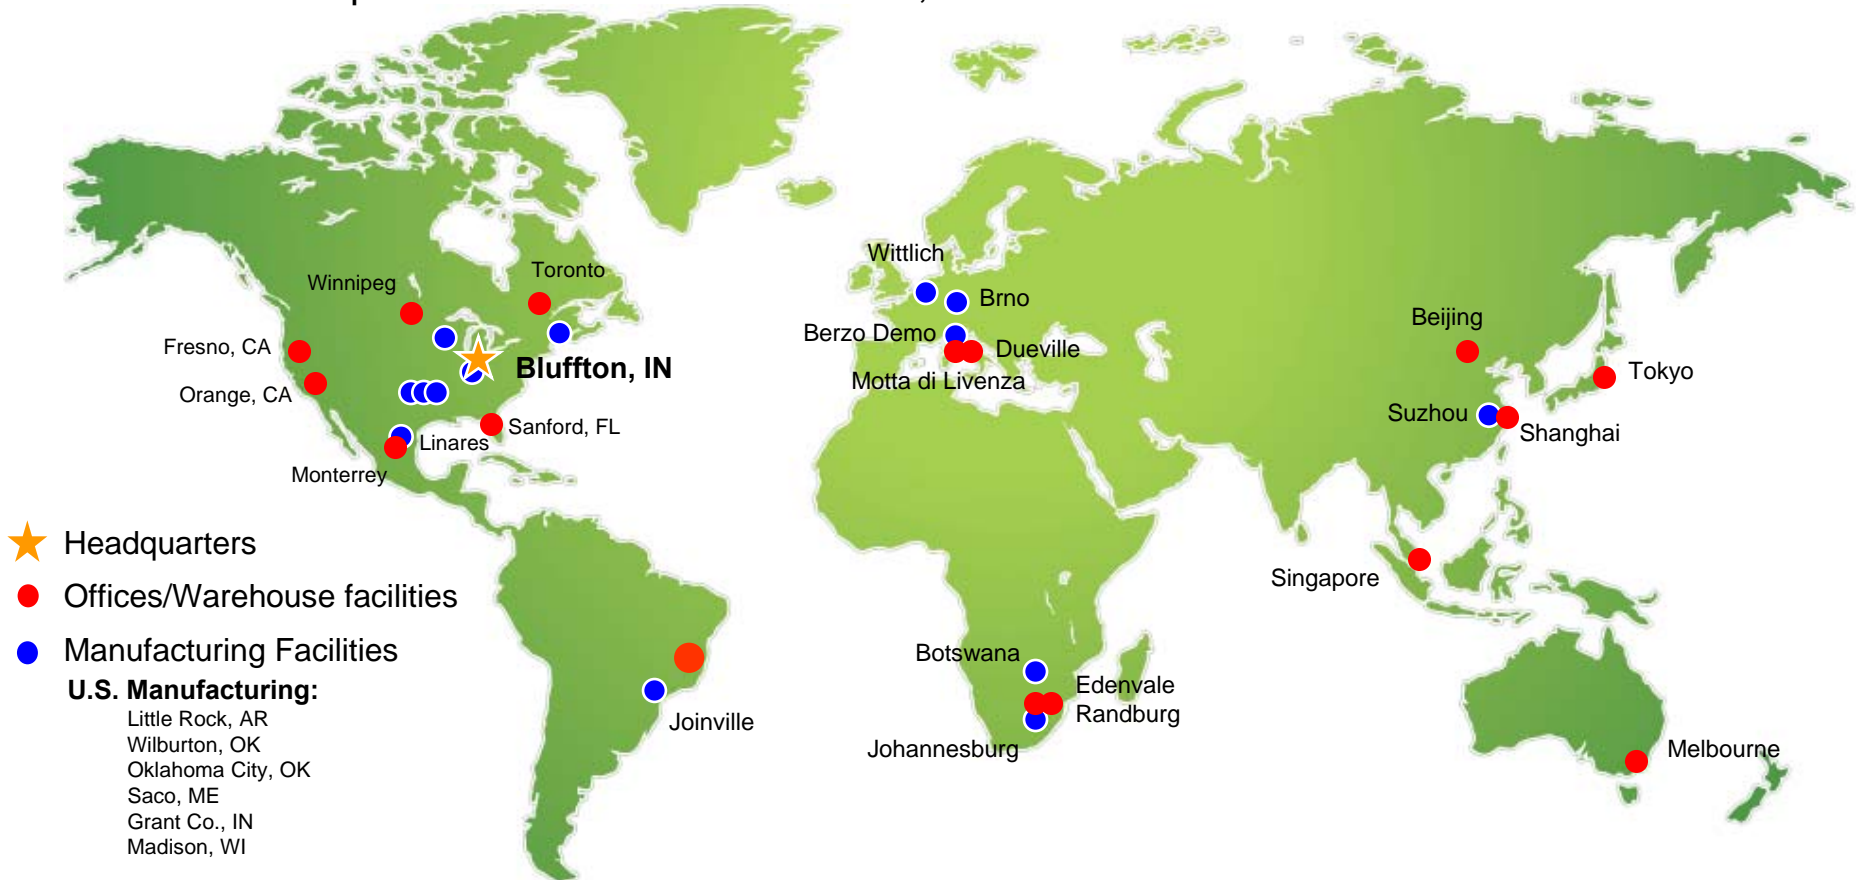 Wittlich
Toronto
Winnipeg
Brno
Beijing
Berzo Demo
Fresno, CA
Dueville
Bluffton, IN
Tokyo
Motta di Livenza
Orange, CA
Suzhou
Sanford, FL
Shanghai
Linares
Monterrey
Headquarters
Singapore
Offices/Warehouse facilities
Manufacturing Facilities
Botswana
U.S. Manufacturing:
Edenvale
Randburg
Little Rock, AR
Joinville
Wilburton, OK
Johannesburg
Melbourne
Oklahoma City, OK
Saco, ME
Grant Co., IN
Madison, WI